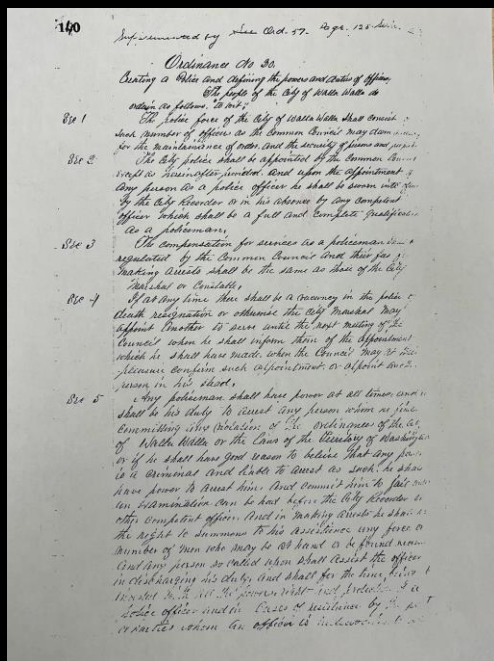 140
by See Ord. 57. Page 125
Ordinance No 20.
Creating a Police and defining the powers and duties of officers,
The people of the City of Walla Walla do
ordain as follows. To wit;
Sec 1 The police force of the City of Walla Walla shall consist
such number of officers as the Common Council may
for the maintainance of order, and the security of persons and
Sec 2 The City police shall be appointed by the Common
except as hereinafter provided. And upon the appointment
any person as a police officer he shall be sworn
by the City Recorder or in his absence by any competent
officer which shall be a full and complete
as a policeman,
Sec 3 The compensation for services as a policeman
regulated by the Common Council and their
making arrests shall be the same as those of the City
Marshal or Constable,
Sec 4 If at any time there shall be a vacancy in the police
death resignation or otherwise the City Marshal may
appoint another to serve until the next meeting of the
Council when he shall inform them of the appointment
which he shall have made. when the Council may at
pleasure confirm such appointment, or appoint
person in his stead.
Sec 5 Any policeman shall have power at all times and
shall be his duty to arrest any person whom he
committing any violation of the ordinances of the
of Walla Walla or the Laws of the Territory of Washington
or if he shall have good reason to believe that any
is a criminal and liable to arrest as such. he shall
have power to arrest him and commit him to jail
an examination can be had before the City Recorder
other competent officer. And in making arrests he shall
the right to summons to his assistance any force
number of men who may be at hand or be found
And any person so called upon shall assist the officer
in discharging his duty, and shall for the time being
all the powers and
police officer and in Cases of resistance by the
whom an officer is